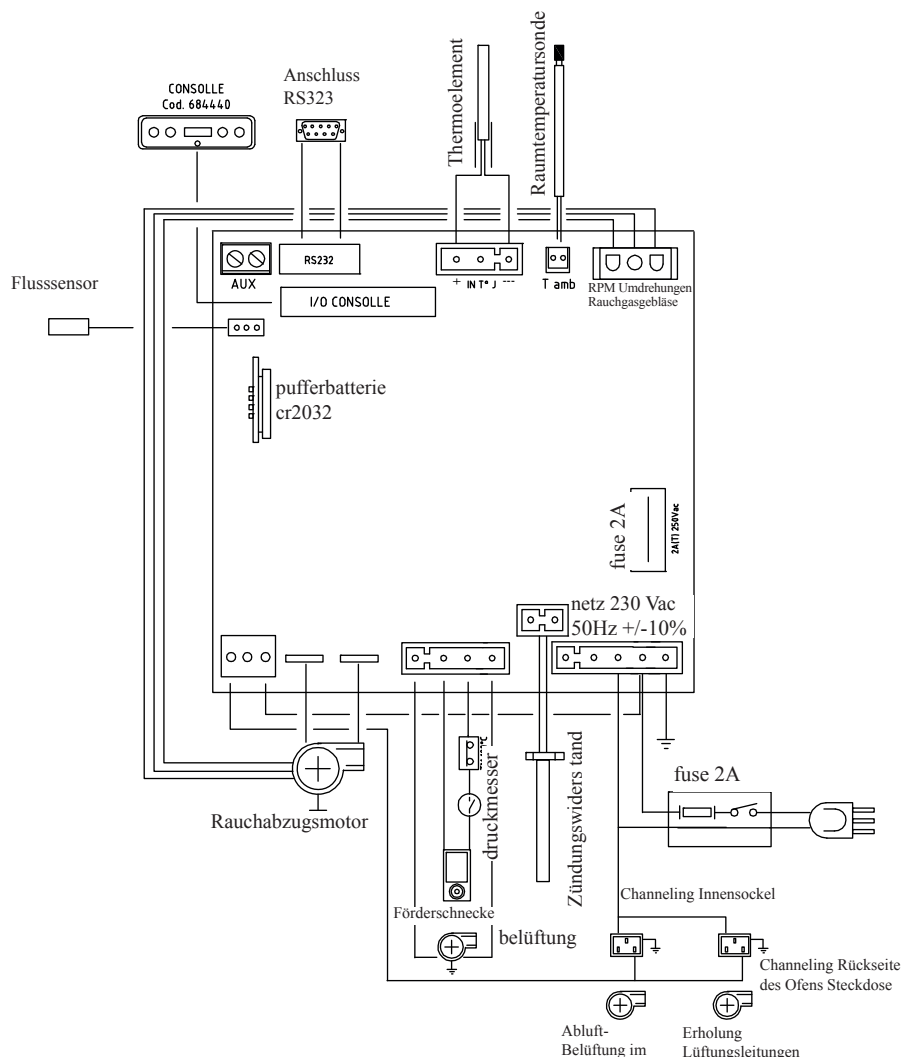 CONSOLLE
Cod. 684440
Anschluss
RS323
Thermoelement
Raumtemperatursonde
AUX
RS232
+ IN T° J ---
T amb
RPM Umdrehungen
Rauchgasgebläse
I/O CONSOLLE
Flusssensor
pufferbatterie
cr2032
fuse 2A
2A(T) 250Vac
netz 230 Vac
50Hz +/-10%
Rauchabzugsmotor
druckmesser
Zündungswiders tand
fuse 2A
Förderschnecke
belüftung
Channeling Innensockel
Channeling Rückseite
des Ofens Steckdose
Abluft-
Belüftung im
Erholung
Lüftungsleitungen